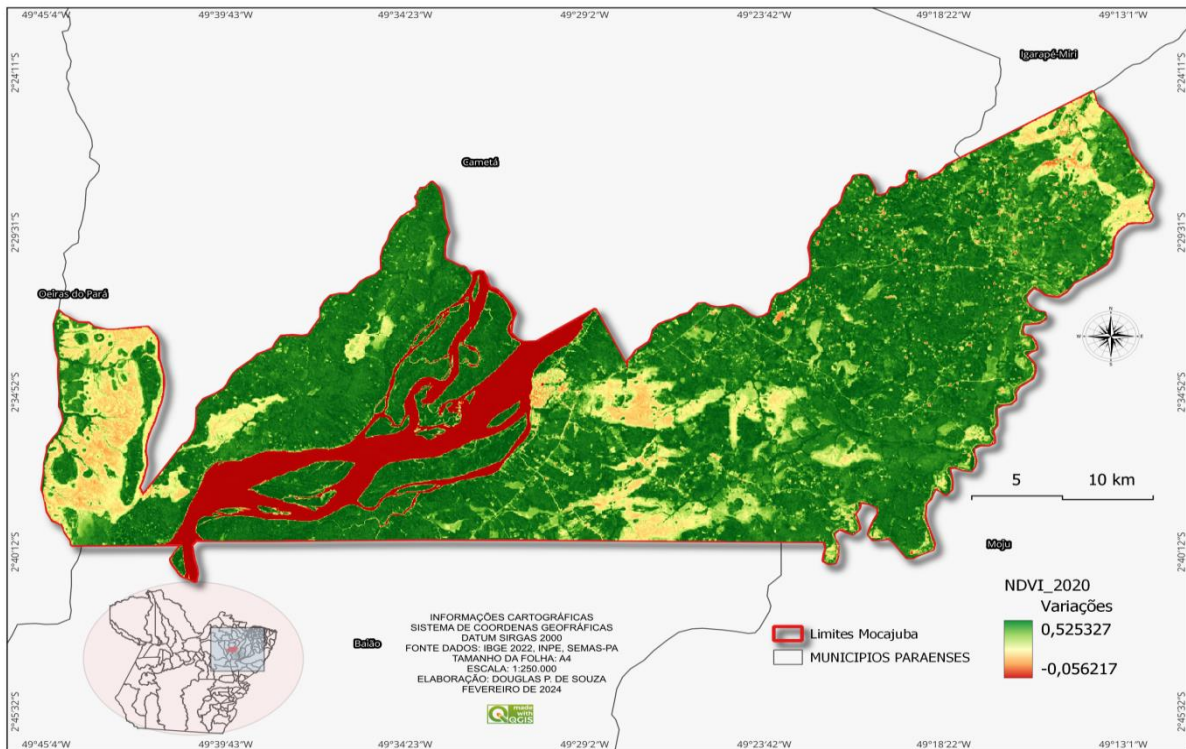 49°45'4"W 49°39'43"W 49°34'23"W 49°29'2"W 49°23'42"W 49°18'22"W 49°13'1"W
2°24'11"S 2°24'11"S
Igarapé-Miri
Cametá
2°29'31"S 2°29'31"S
Oeiras do Pará
2°34'52"S 2°34'52"S
5 10 km
2°40'12"S 2°40'12"S
Moju
NDVI_2020
Variações
0,525327
-0,056217
Limites Mocajuba
MUNICIPIOS PARAENSES
Baião
INFORMAÇÕES CARTOGRÁFICAS
SISTEMA DE COORDENAS GEOFRÁFICAS
DATUM SIRGAS 2000
FONTE DADOS: IBGE 2022, INPE, SEMAS-PA
TAMANHO DA FOLHA: A4
ESCALA: 1:250.000
ELABORAÇÃO: DOUGLAS P. DE SOUZA
FEVEREIRO DE 2024
made
with
QGIS
2°45'32"S 2°45'32"S
49°45'4"W 49°39'43"W 49°34'23"W 49°29'2"W 49°23'42"W 49°18'22"W 49°13'1"W